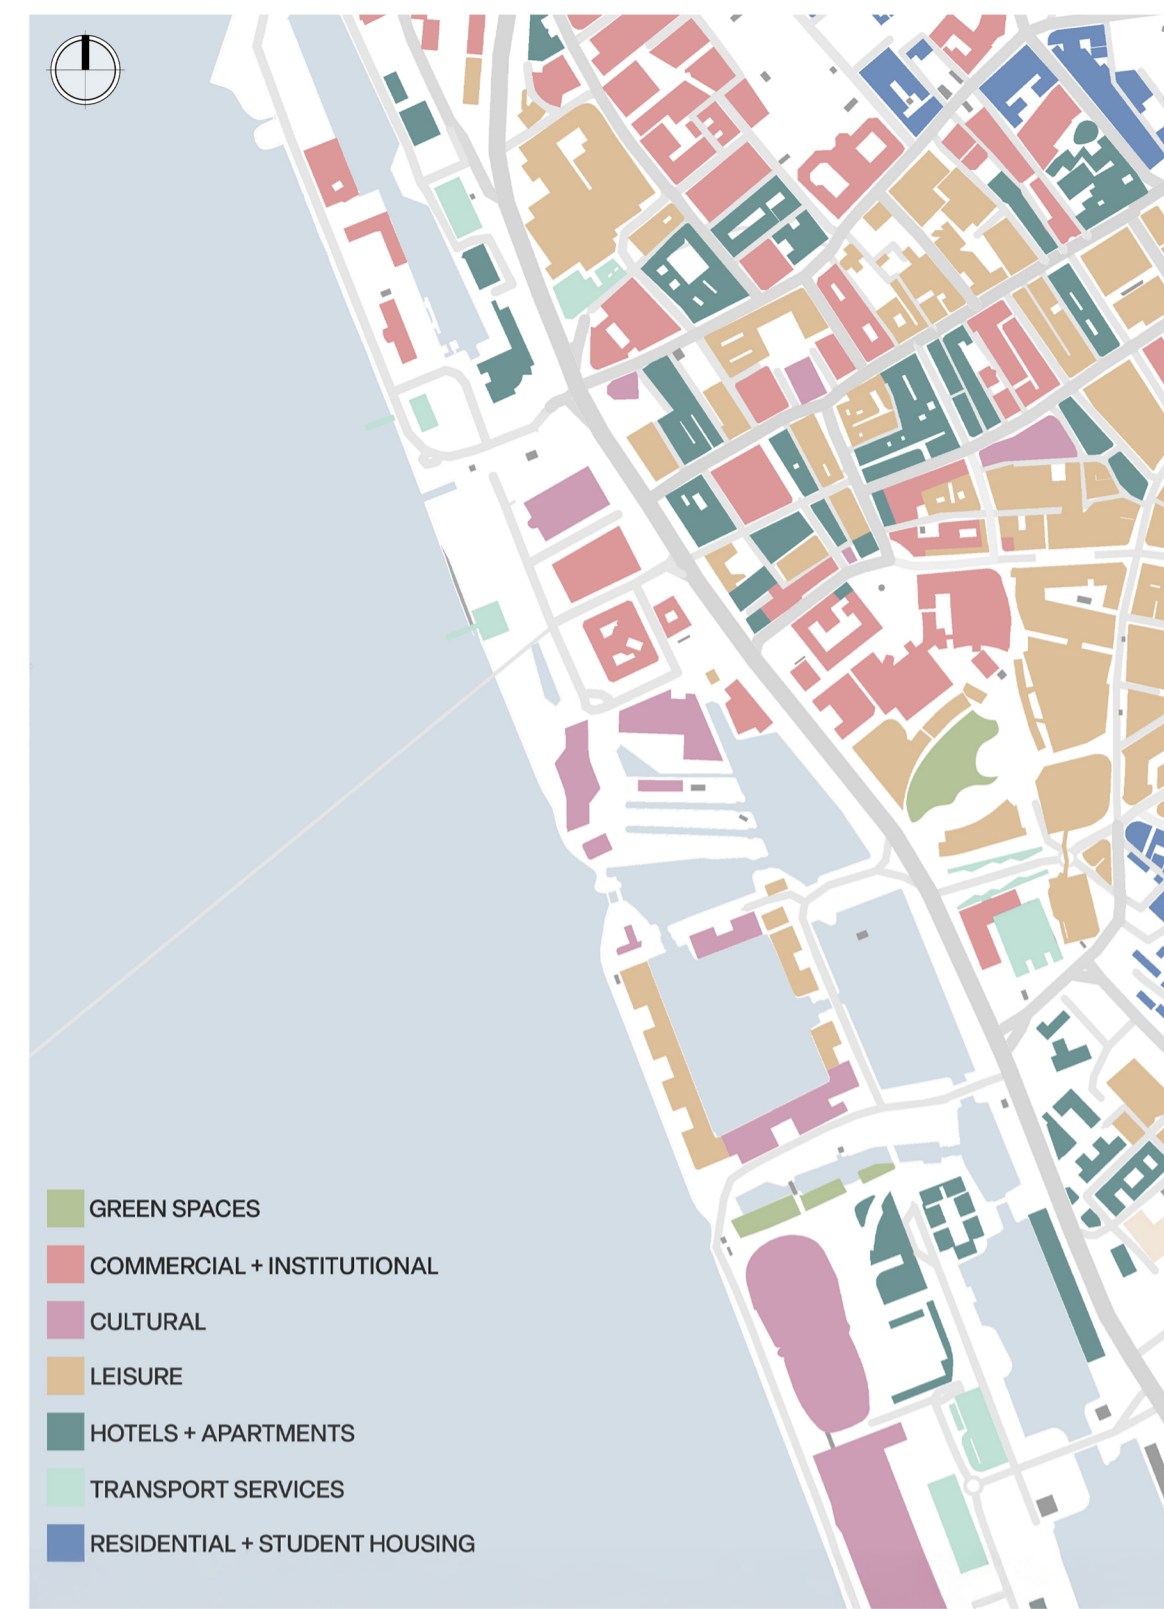 GREEN SPACES
COMMERCIAL + INSTITUTIONAL
CULTURAL
LEISURE
HOTELS + APARTMENTS
TRANSPORT SERVICES
RESIDENTIAL + STUDENT HOUSING